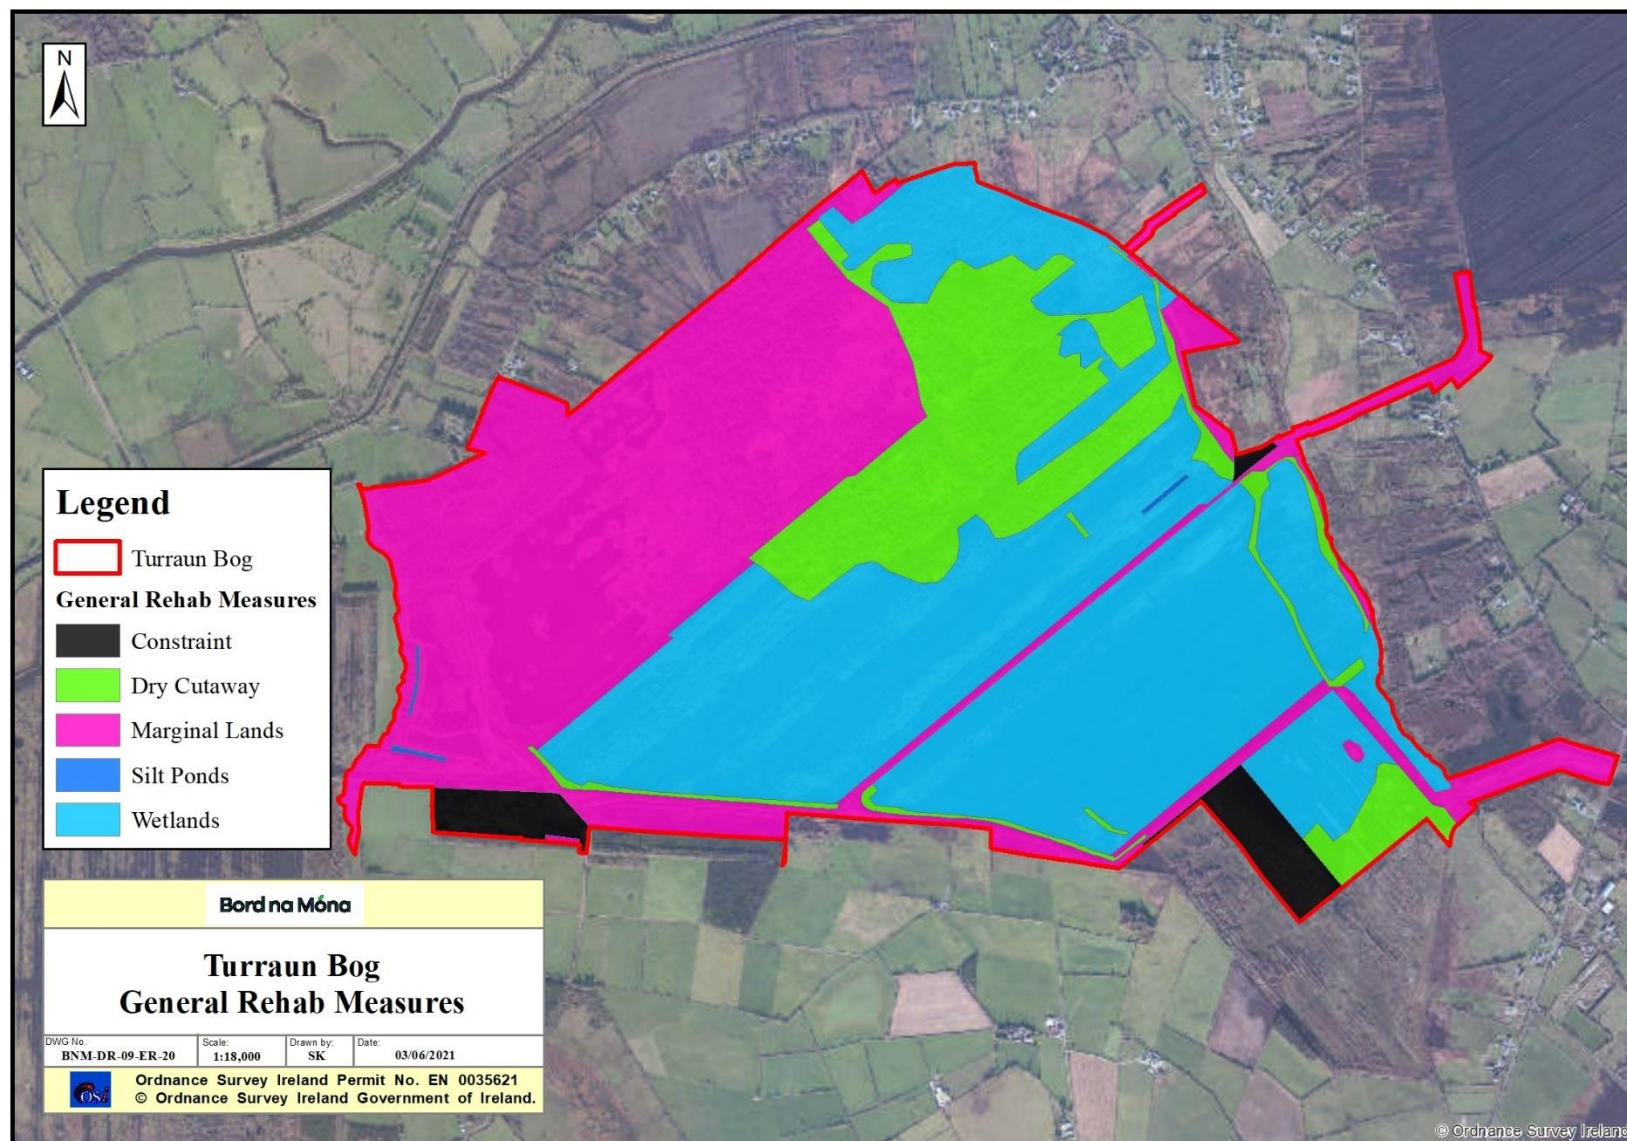 N
Legend
Turraun Bog
General Rehab Measures
Constraint
Dry Cutaway
Marginal Lands
Silt Ponds
Wetlands
Bord na Móna
Turraun Bog
General Rehab Measures
DWG No. Scale: Drawn by: Date:
BNM-DR-09-ER-20 1:18,000 SK 03/06/2021
OSi
Ordnance Survey Ireland Permit No. EN 0035621
© Ordnance Survey Ireland Government of Ireland.
© Ordnance Survey Ireland